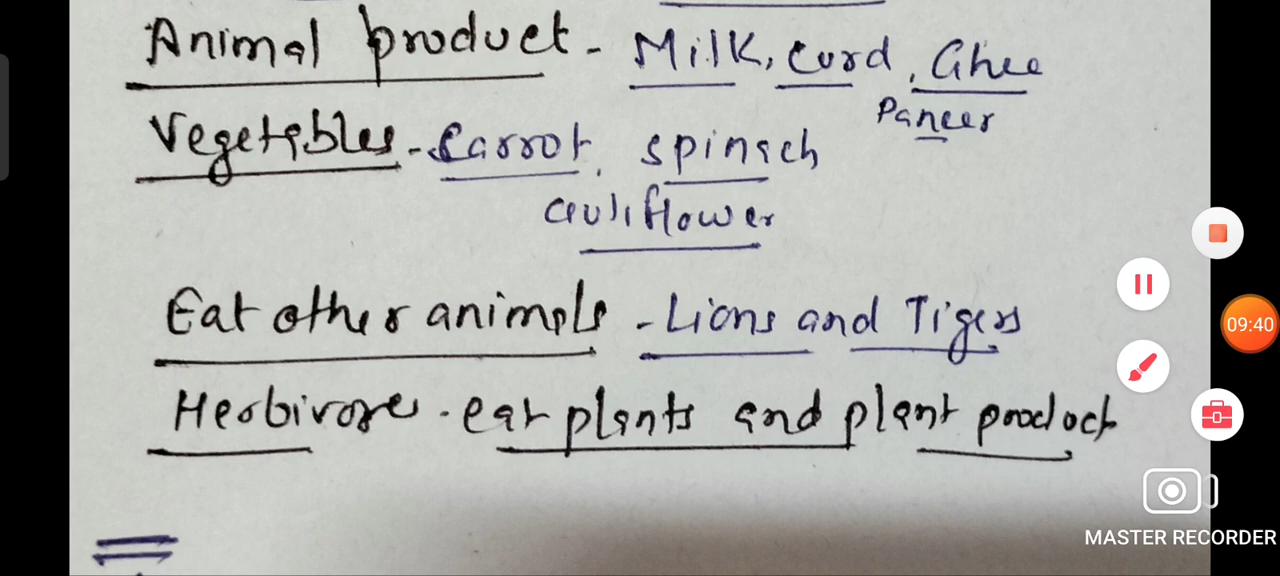 Animal product - Milk, Curd, Ghee
Paneer
Vegetables - Carrot, spinach
Cauliflower
Eat other animals - Lions and Tigers
Herbivore - eat plants and plant product
09:40
MASTER RECORDER